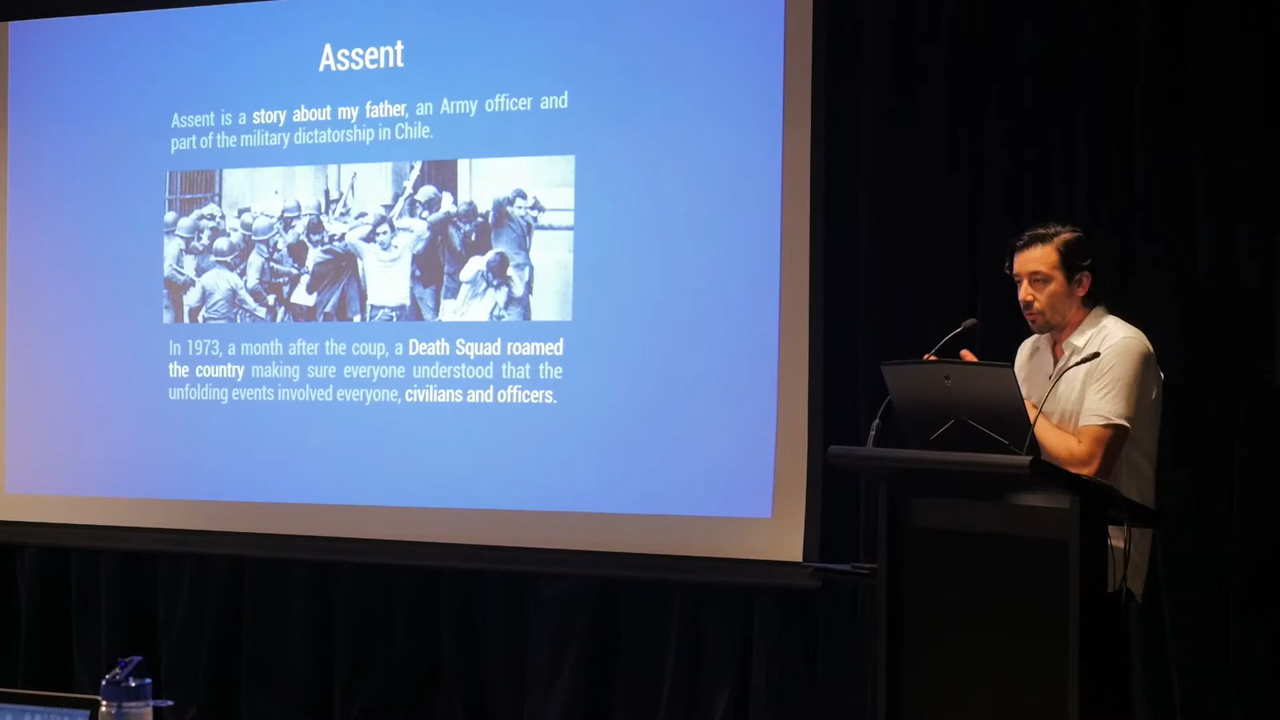 Assent
Assent is a story about my father, an Army officer and
part of the military dictatorship in Chile.
In 1973, a month after the coup, a Death Squad roamed
the country making sure everyone understood that the
unfolding events involved everyone, civilians and officers.